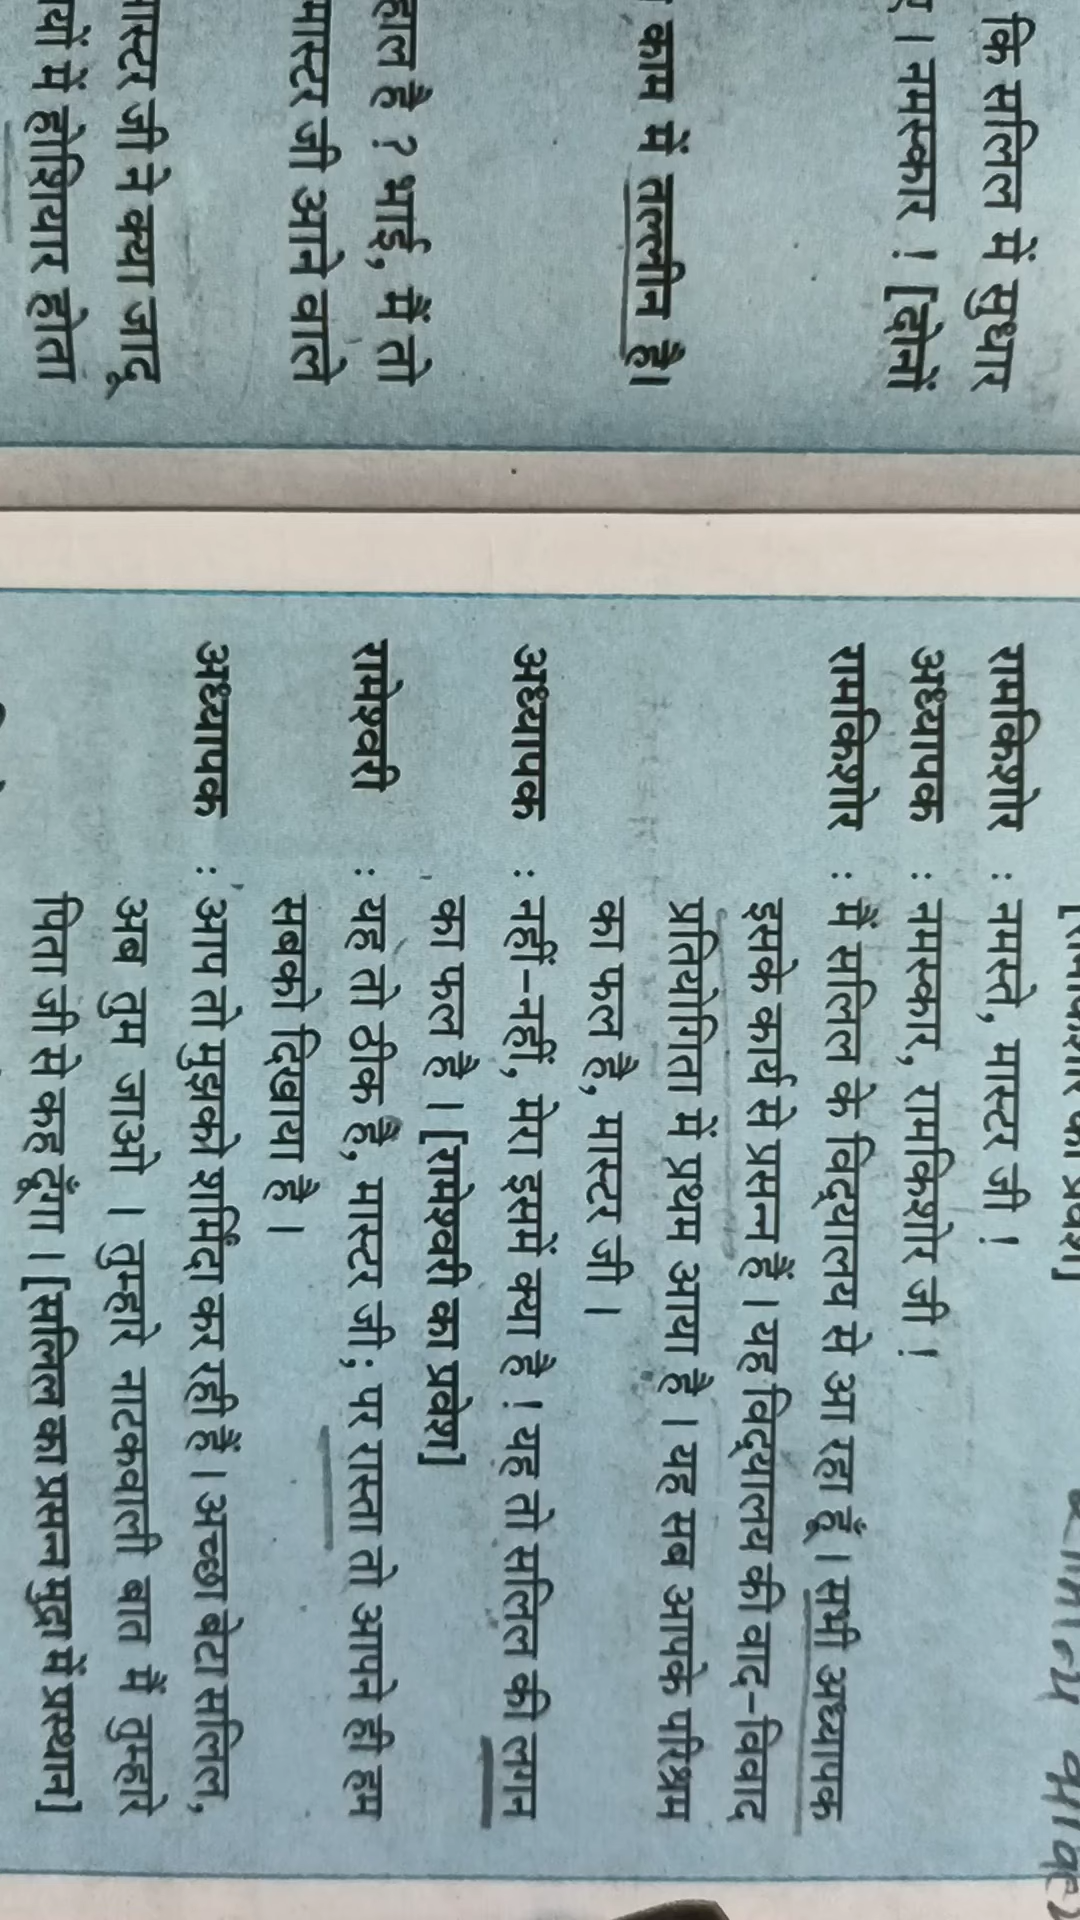 कि सलिल में सुधार
। नमस्कार ! [दोनों
काम में तल्लीन है।
हाल है ? भाई, मैं तो
मास्टर जी आने वाले
मास्टर जी ने क्या जादू
में होशियार होता
रामकिशोर : नमस्ते, मास्टर जी !
अध्यापक : नमस्कार, रामकिशोर जी !
रामकिशोर : मैं सलिल के विद्यालय से आ रहा हूँ। सभी अध्यापक
इसके कार्य से प्रसन्न हैं। यह विद्यालय की वाद-विवाद
प्रतियोगिता में प्रथम आया है। यह सब आपके परिश्रम
का फल है, मास्टर जी ।
अध्यापक : नहीं-नहीं, मेरा इसमें क्या है ! यह तो सलिल की लगन
का फल है । [रामेश्वरी का प्रवेश]
रामेश्वरी : यह तो ठीक है, मास्टर जी; पर रास्ता तो आपने ही हम
सबको दिखाया है ।
अध्यापक : आप तो मुझको शर्मिंदा कर रही हैं। अच्छा बेटा सलिल,
अब तुम जाओ । तुम्हारे नाटकवाली बात मैं तुम्हारे
पिता जी से कह दूँगा । [सलिल का प्रसन्न मुद्रा में प्रस्थान]